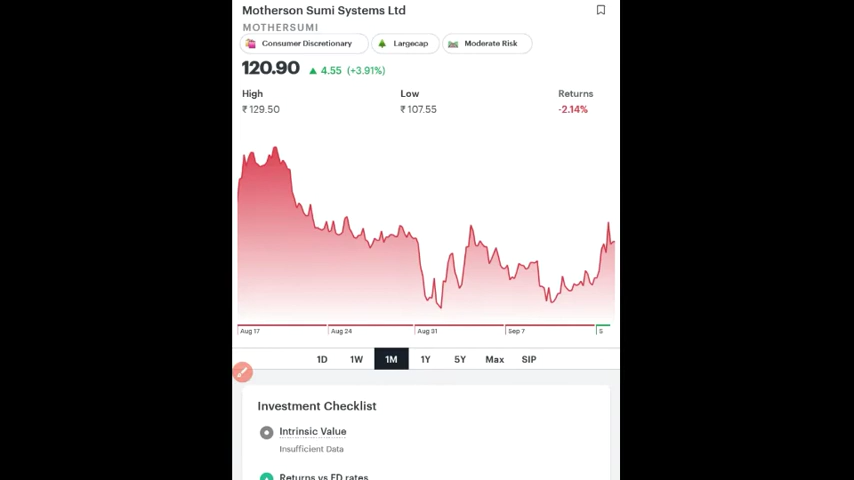 Motherson Sumi Systems Ltd
MOTHERSUMI
Consumer Discretionary Largecap Moderate Risk
120.90 ▲ 4.55 (+3.91%)
High Low Returns
₹ 129.50 ₹ 107.55 -2.14%
Aug 17 Aug 24 Aug 31 Sep 7 S
1D 1W 1M 1Y 5Y Max SIP
Investment Checklist
Intrinsic Value
Insufficient Data
Returns vs FD rates